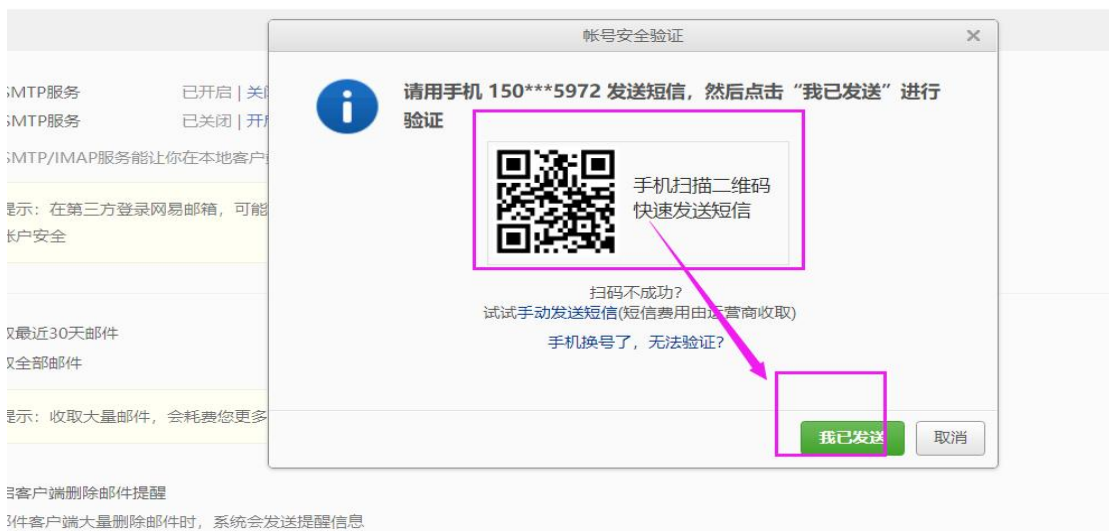 帐号安全验证
SMTP服务 已开启 | 关
SMTP服务 已关闭 | 开
SMTP/IMAP服务能让你在本地客户
提示：在第三方登录网易邮箱，可能
账户安全
请用手机 150***5972 发送短信，然后点击“我已发送”进行
验证
手机扫描二维码
快速发送短信
扫码不成功？
试试手动发送短信(短信费用由运营商收取)
手机换号了，无法验证？
取最近30天邮件
取全部邮件
提示：收取大量邮件，会耗费您更多
我已发送 取消
客户端删除邮件提醒
邮件客户端大量删除邮件时，系统会发送提醒信息